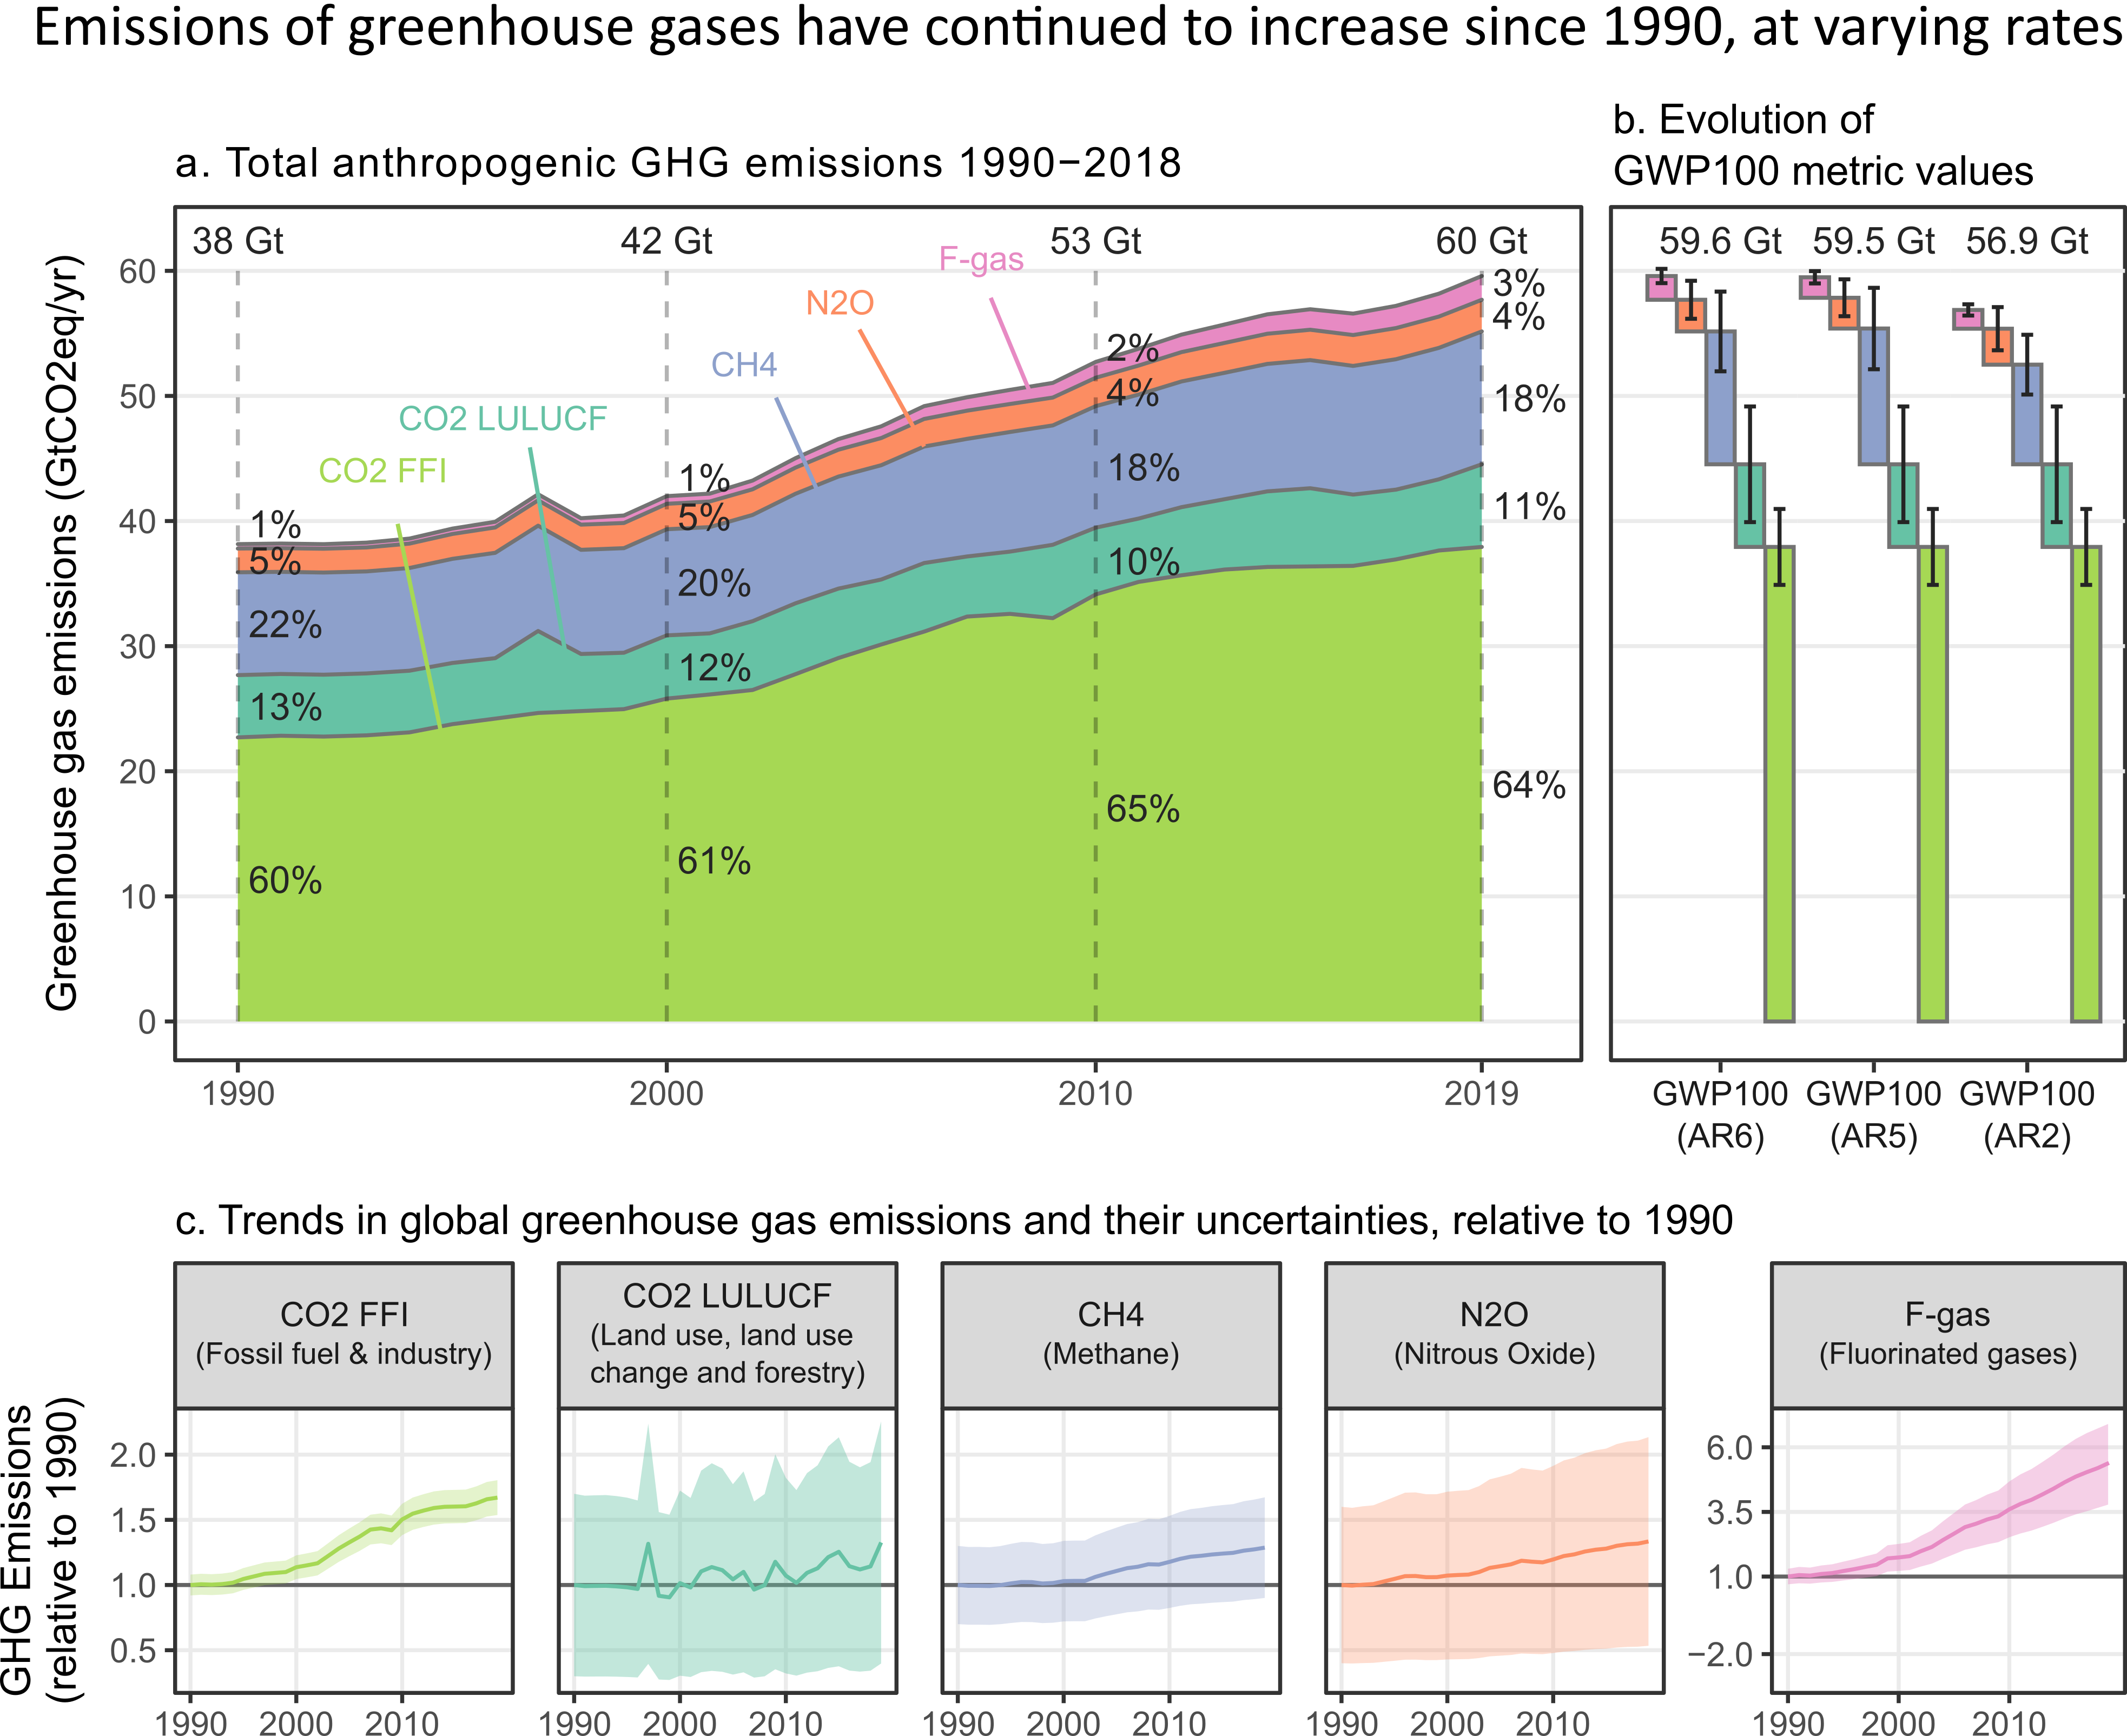 Emissions of greenhouse gases have continued to increase since 1990, at varying rates
a. Total anthropogenic GHG emissions 1990−2018
b. Evolution of
GWP100 metric values
Greenhouse gas emissions (GtCO2eq/yr)
60
50
40
30
20
10
0
38 Gt
42 Gt
53 Gt
60 Gt
F-gas
N2O
CH4
CO2 LULUCF
CO2 FFI
1%
5%
22%
13%
60%
1%
5%
20%
12%
61%
2%
4%
18%
10%
65%
3%
4%
18%
11%
64%
1990
2000
2010
2019
59.6 Gt
59.5 Gt
56.9 Gt
GWP100
(AR6)
GWP100
(AR5)
GWP100
(AR2)
c. Trends in global greenhouse gas emissions and their uncertainties, relative to 1990
GHG Emissions
(relative to 1990)
CO2 FFI
(Fossil fuel & industry)
CO2 LULUCF
(Land use, land use
change and forestry)
CH4
(Methane)
N2O
(Nitrous Oxide)
F-gas
(Fluorinated gases)
2.0
1.5
1.0
0.5
6.0
3.5
1.0
−2.0
1990 2000 2010
1990 2000 2010
1990 2000 2010
1990 2000 2010
1990 2000 2010